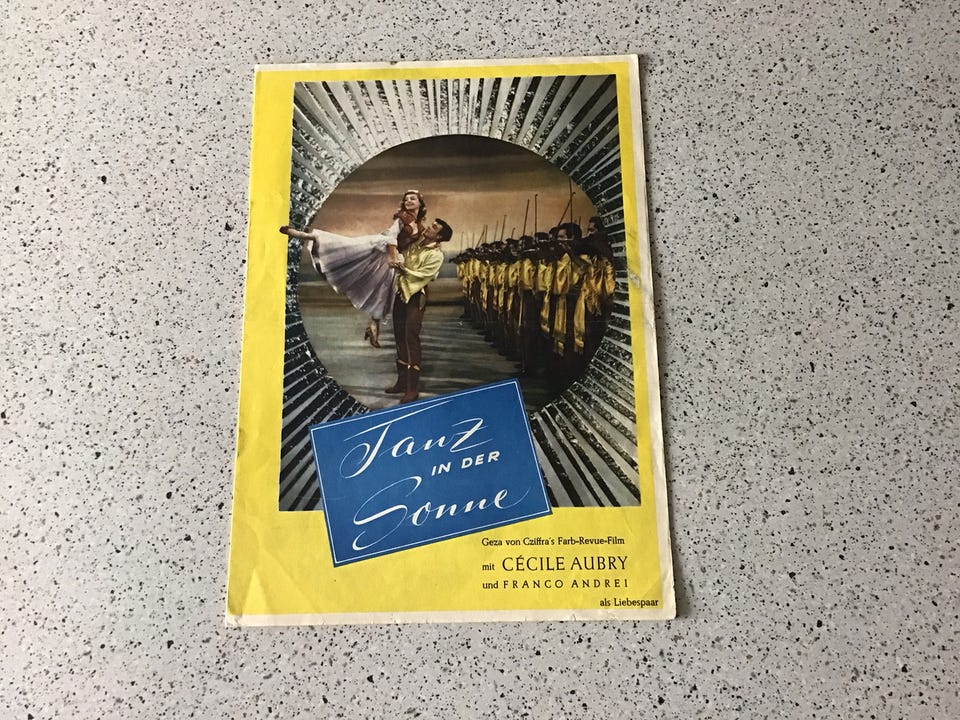 Tanz
IN DER
Sonne
Geza von Cziffra's Farb-Revue-Film
mit CÉCILE AUBRY
und FRANCO ANDREI
als Liebespaar